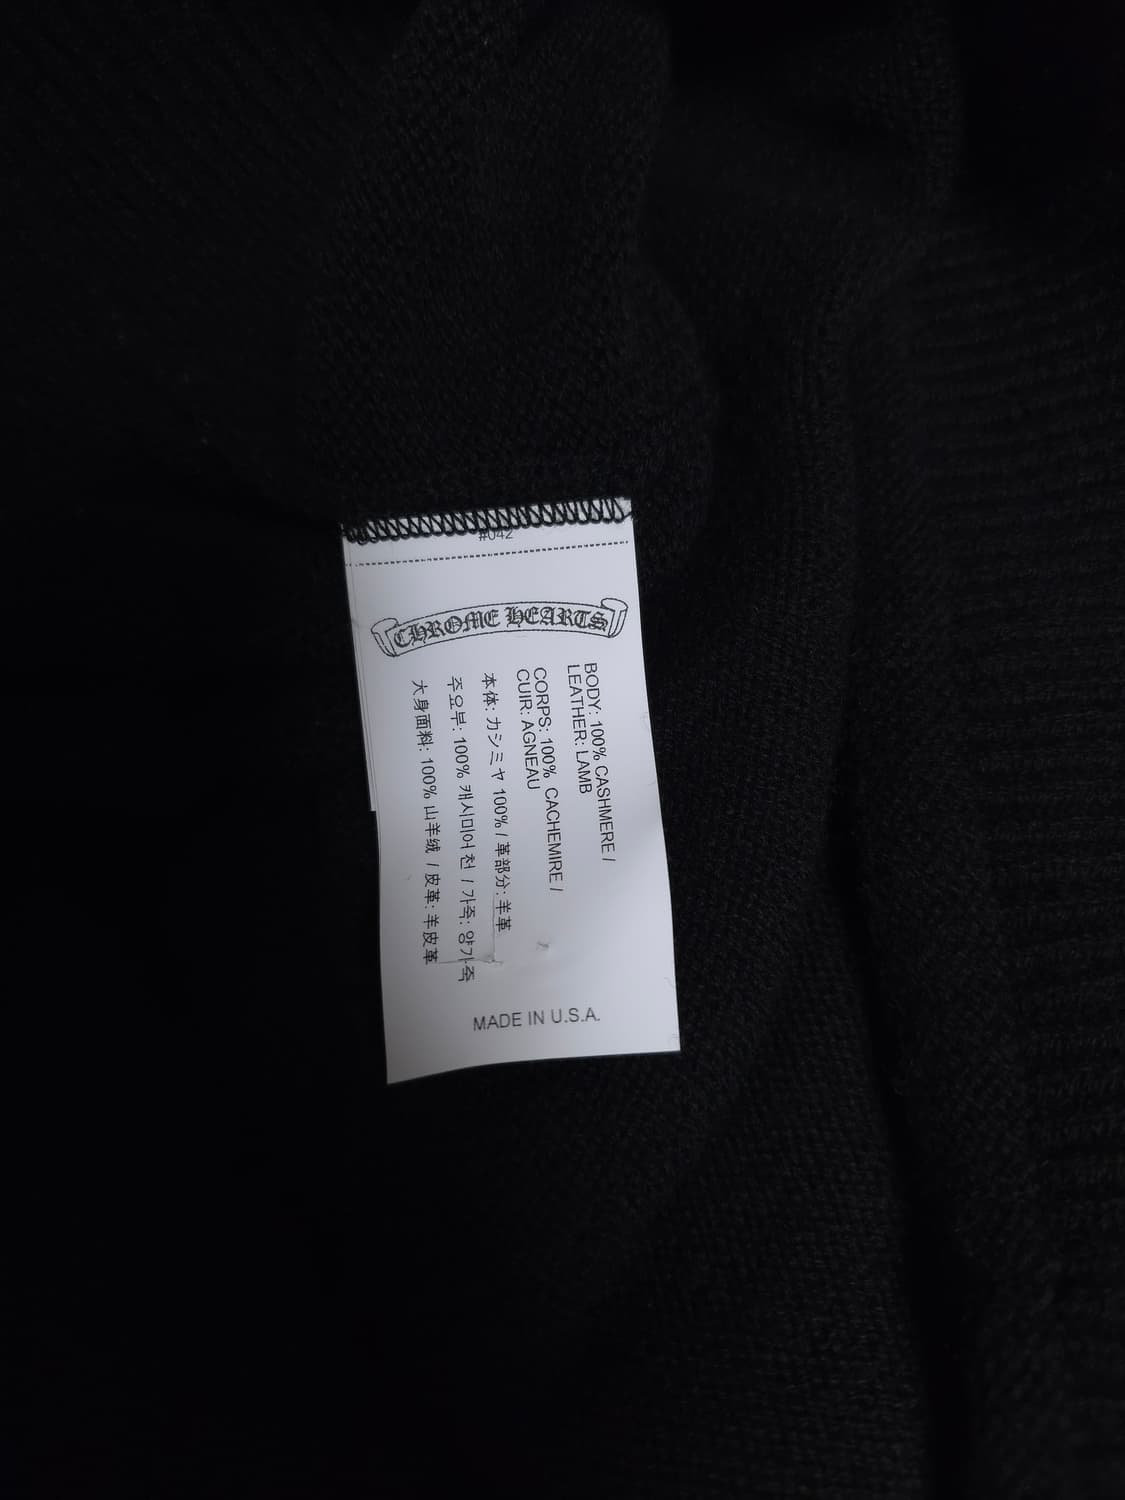 #042
CHROME HEARTS
BODY: 100% CASHMERE /
LEATHER: LAMB
CORPS: 100% CACHEMIRE /
CUIR: AGNEAU
本体: カシミヤ 100% / 革部分: 羊革
주요부: 100% 캐시미어 천 / 가죽: 양가죽
大身面料: 100% 山羊绒 / 皮革: 羊皮革
MADE IN U.S.A.